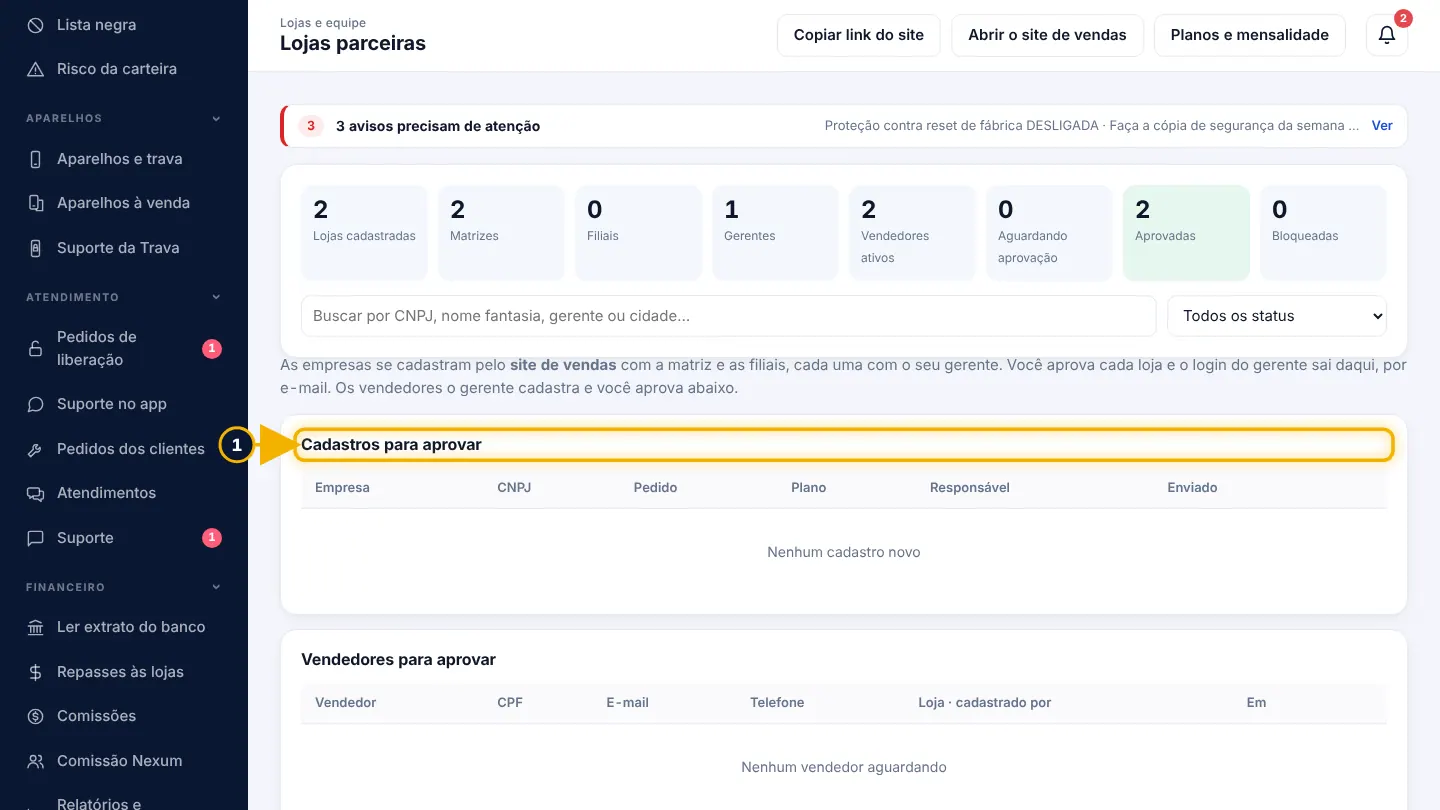 Lista negra
Risco da carteira
APARELHOS
Aparelhos e trava
Aparelhos à venda
Suporte da Trava
ATENDIMENTO
Pedidos de
liberação
1
Suporte no app
Pedidos dos clientes
Atendimentos
Suporte
1
FINANCEIRO
Ler extrato do banco
Repasses às lojas
Comissões
Comissão Nexum
Relatórios e
Lojas e equipe
Lojas parceiras
Copiar link do site
Abrir o site de vendas
Planos e mensalidade
2
3
3 avisos precisam de atenção
Proteção contra reset de fábrica DESLIGADA · Faça a cópia de segurança da semana ...
Ver
2
Lojas cadastradas
2
Matrizes
0
Filiais
1
Gerentes
2
Vendedores
ativos
0
Aguardando
aprovação
2
Aprovadas
0
Bloqueadas
Buscar por CNPJ, nome fantasia, gerente ou cidade...
Todos os status
As empresas se cadastram pelo site de vendas com a matriz e as filiais, cada uma com o seu gerente. Você aprova cada loja e o login do gerente sai daqui, por
e-mail. Os vendedores o gerente cadastra e você aprova abaixo.
1
Cadastros para aprovar
Empresa CNPJ Pedido Plano Responsável Enviado
Nenhum cadastro novo
Vendedores para aprovar
Vendedor CPF E-mail Telefone Loja · cadastrado por Em
Nenhum vendedor aguardando